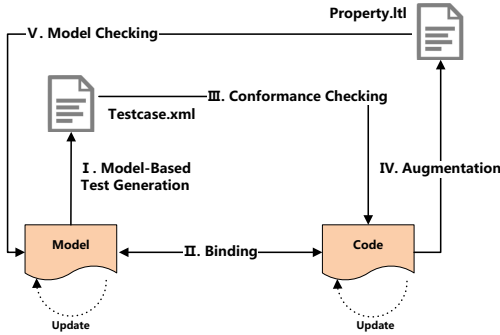 Property.ltl
Ⅴ. Model Checking
Ⅲ. Conformance Checking
Testcase.xml
Ⅰ. Model-Based
Test Generation
Ⅳ. Augmentation
Model
Ⅱ. Binding
Code
Update
Update